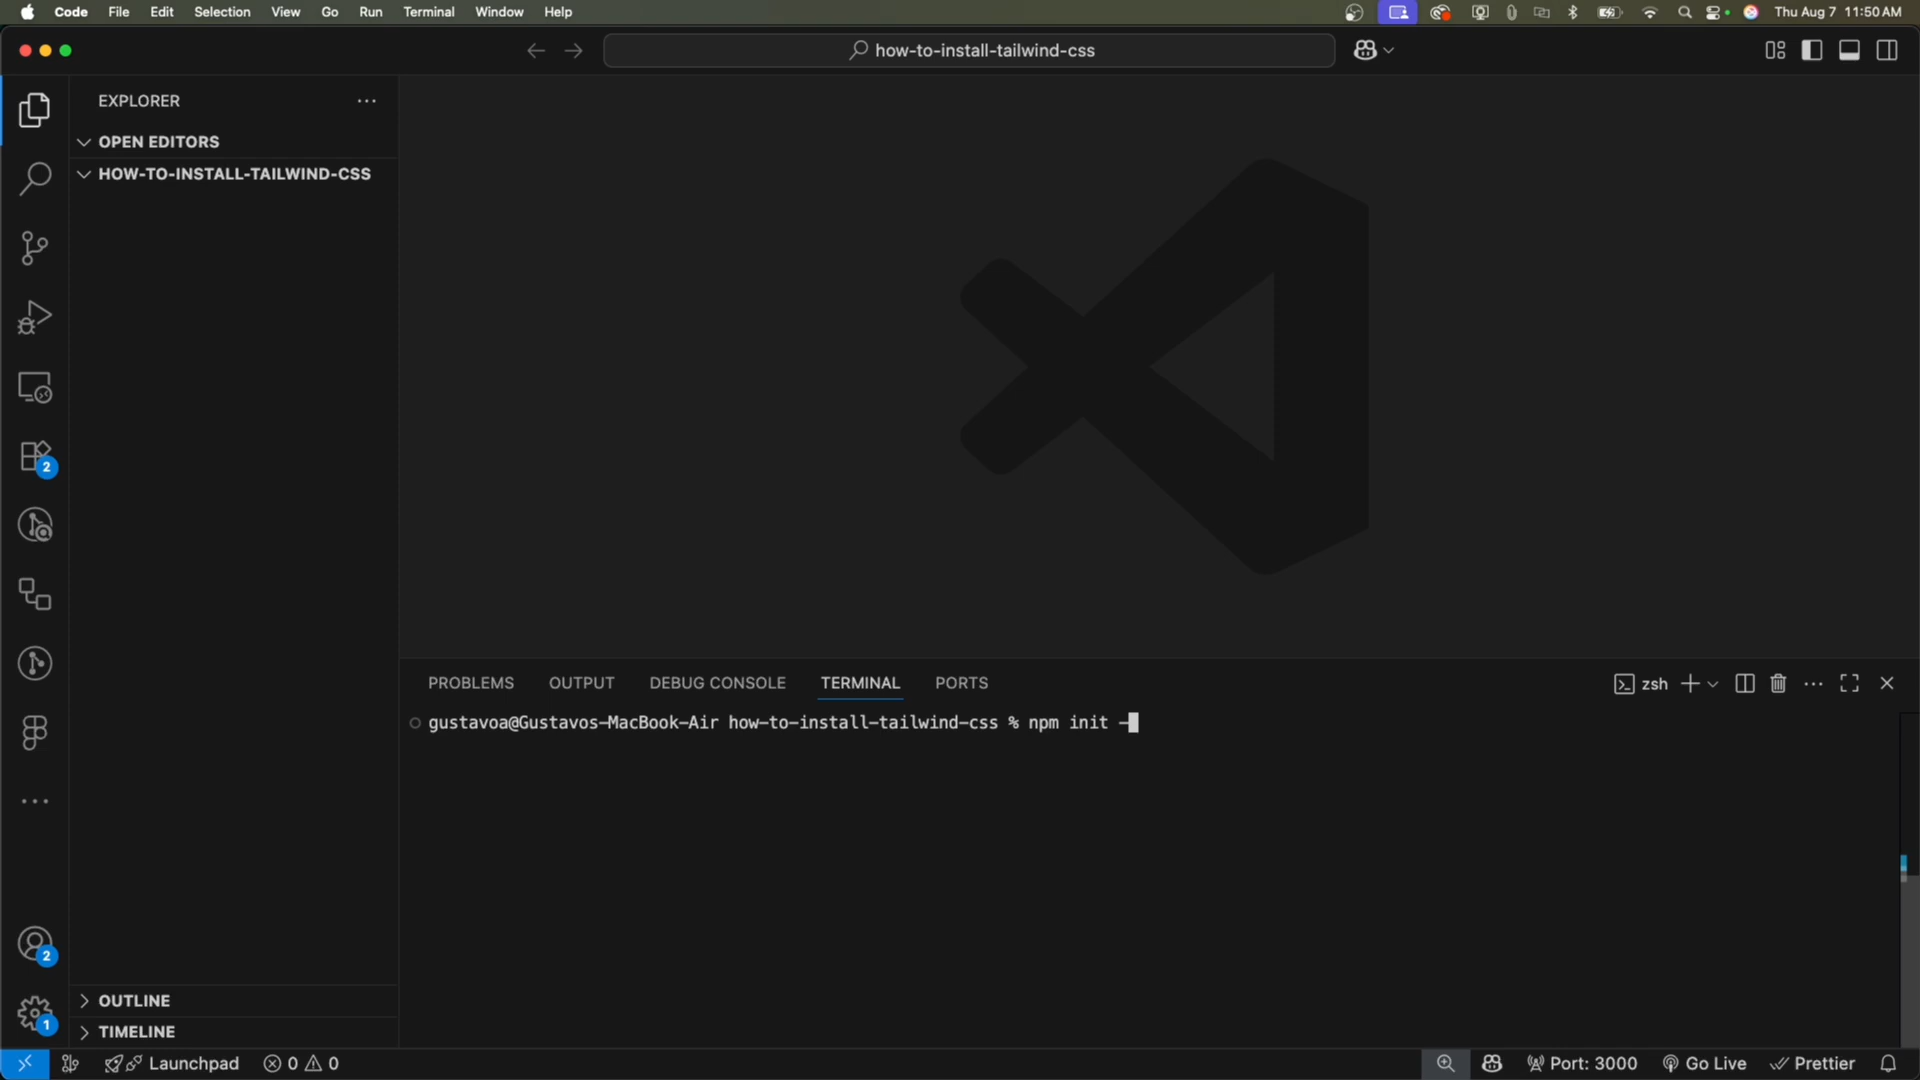 Code File Edit Selection View Go Run Terminal Window Help Thu Aug 7 11:50 AM
how-to-install-tailwind-css
EXPLORER
OPEN EDITORS
HOW-TO-INSTALL-TAILWIND-CSS
2
PROBLEMS OUTPUT DEBUG CONSOLE TERMINAL PORTS zsh
gustavoa@Gustavos-MacBook-Air how-to-install-tailwind-css % npm init -
2
OUTLINE
1
TIMELINE
Launchpad 0 0 Port: 3000 Go Live Prettier